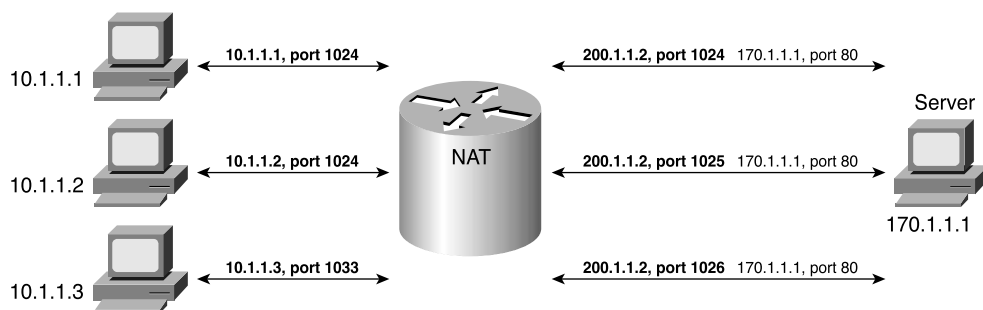 10.1.1.1
10.1.1.1, port 1024
200.1.1.2, port 1024 170.1.1.1, port 80
Server
10.1.1.2
10.1.1.2, port 1024
NAT
200.1.1.2, port 1025 170.1.1.1, port 80
170.1.1.1
10.1.1.3
10.1.1.3, port 1033
200.1.1.2, port 1026 170.1.1.1, port 80